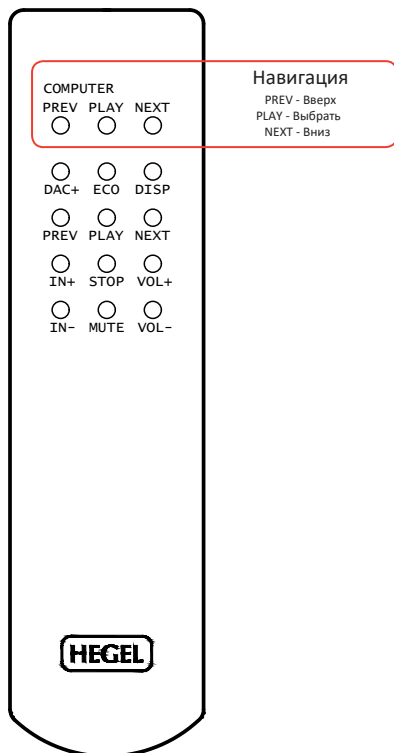 COMPUTER
PREV PLAY NEXT
Навигация
PREV - Вверх
PLAY - Выбрать
NEXT - Вниз
DAC+ ECO DISP
PREV PLAY NEXT
IN+ STOP VOL+
IN- MUTE VOL-
HEGEL